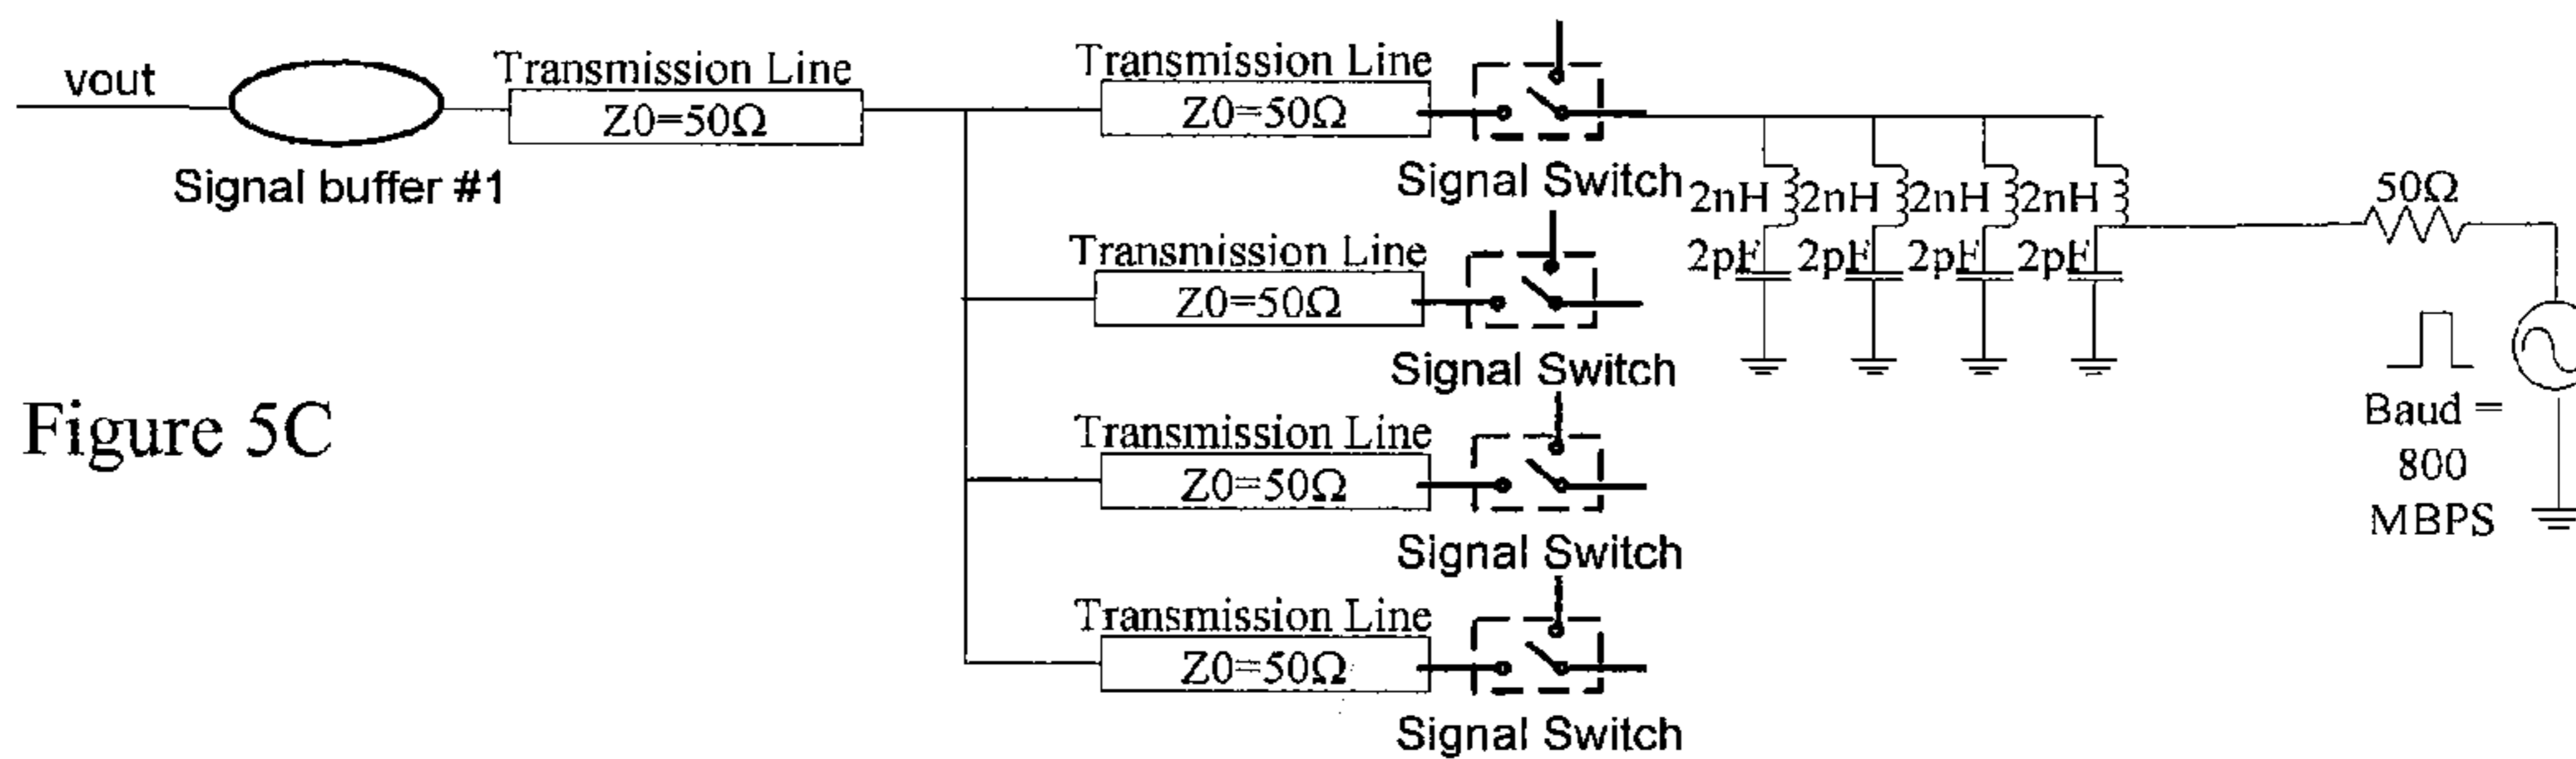 vout
Signal buffer #1
Transmission Line
Z0=50Ω
Transmission Line
Z0=50Ω
Signal Switch
2nH 2nH 2nH 2nH
2pF 2pF 2pF 2pF
50Ω
Transmission Line
Z0=50Ω
Signal Switch
Baud =
800
MBPS
Figure 5C
Transmission Line
Z0=50Ω
Signal Switch
Transmission Line
Z0=50Ω
Signal Switch